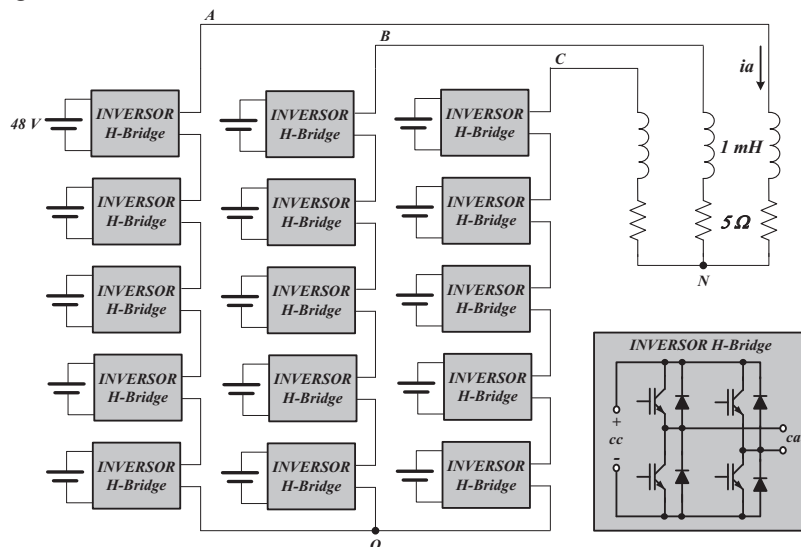 A
B
C
ia
48 V
INVERSOR
H-Bridge
INVERSOR
H-Bridge
INVERSOR
H-Bridge
1 mH
INVERSOR
H-Bridge
INVERSOR
H-Bridge
INVERSOR
H-Bridge
5 Ω
N
INVERSOR
H-Bridge
INVERSOR
H-Bridge
INVERSOR
H-Bridge
INVERSOR
H-Bridge
INVERSOR
H-Bridge
INVERSOR
H-Bridge
INVERSOR
H-Bridge
INVERSOR
H-Bridge
INVERSOR
H-Bridge
INVERSOR H-Bridge
+
cc
-
ca